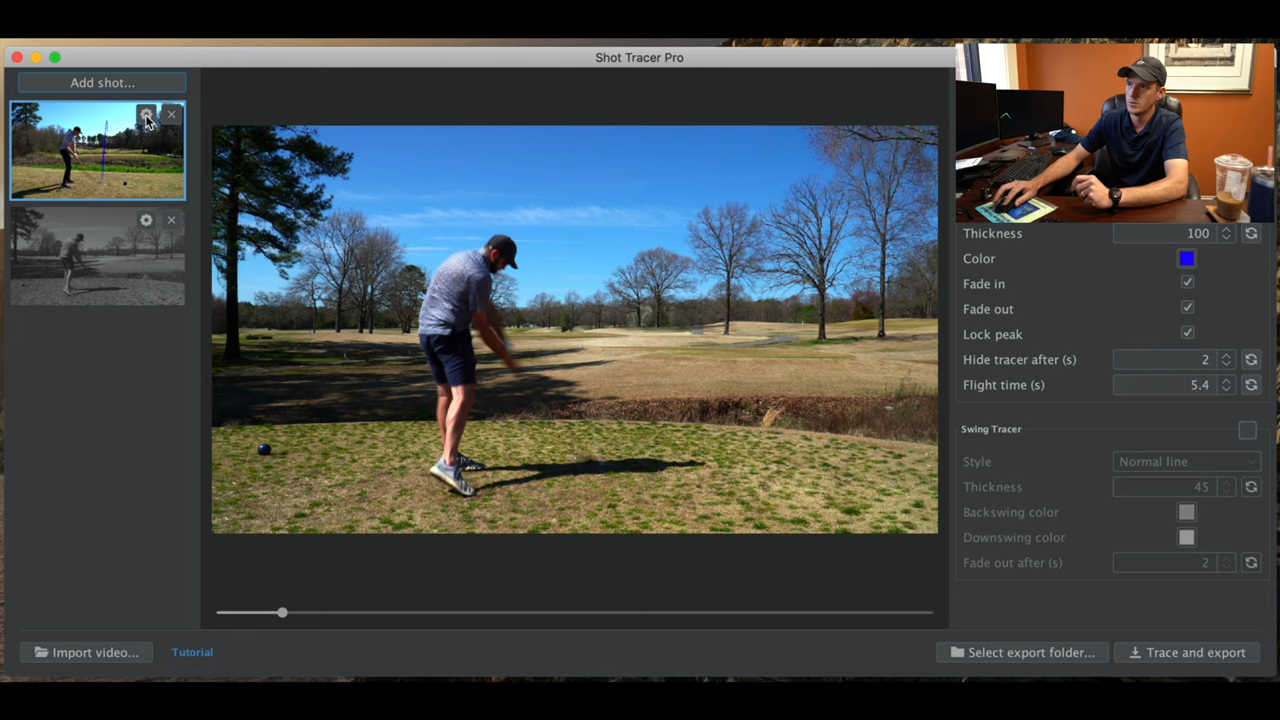 Shot Tracer Pro
Add shot...
Thickness 100
Color
Fade in
Fade out
Lock peak
Hide tracer after (s) 2
Flight time (s) 5.4
Swing Tracer
Style Normal line
Thickness 45
Backswing color
Downswing color
Fade out after (s) 2
Import video... Tutorial Select export folder... Trace and export